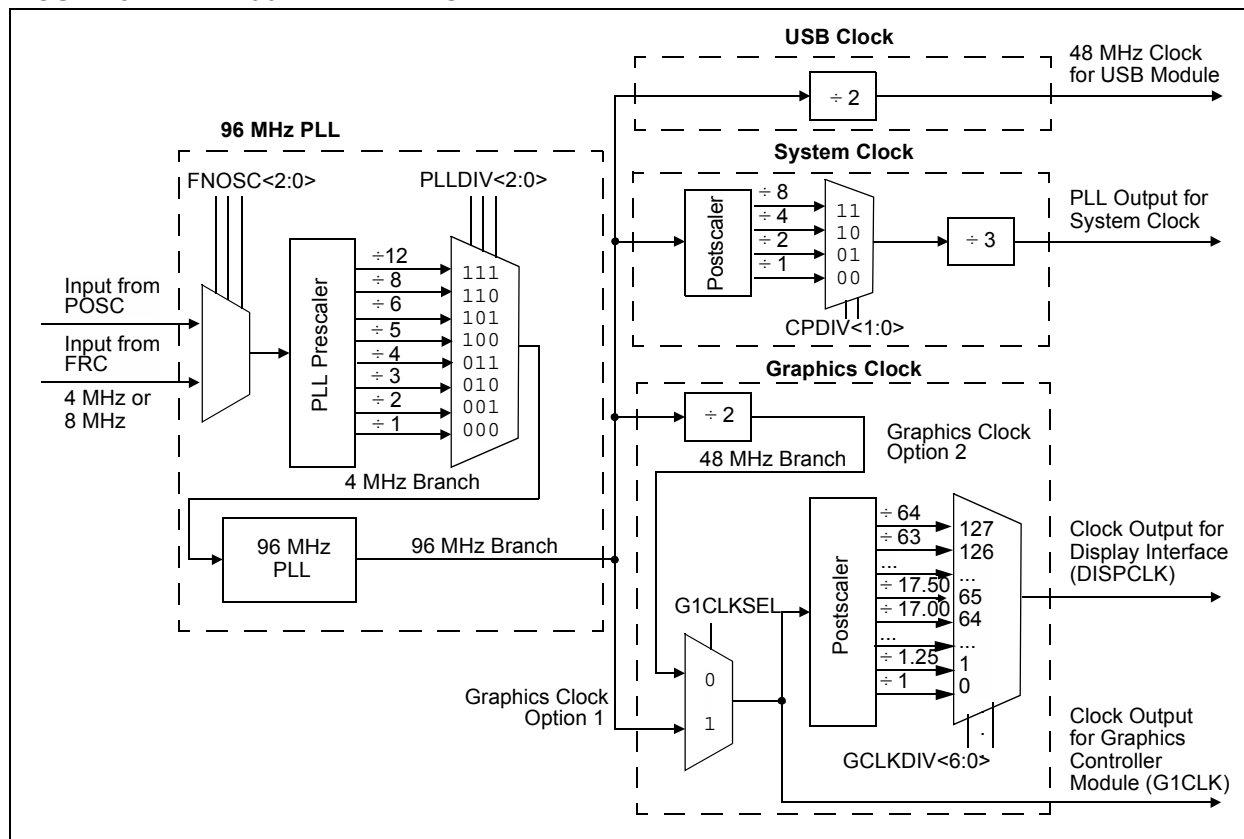 USB Clock
÷ 2
48 MHz Clock
for USB Module
96 MHz PLL
FNOSC<2:0>
PLLDIV<2:0>
Input from
POSC
Input from
FRC
4 MHz or
8 MHz
PLL Prescaler
÷ 12
÷ 8
÷ 6
÷ 5
÷ 4
÷ 3
÷ 2
÷ 1
111
110
101
100
011
010
001
000
4 MHz Branch
96 MHz
PLL
96 MHz Branch
System Clock
Postscaler
÷ 8
÷ 4
÷ 2
÷ 1
11
10
01
00
CPDIV<1:0>
÷ 3
PLL Output for
System Clock
Graphics Clock
÷ 2
48 MHz Branch
Graphics Clock
Option 2
G1CLKSEL
0
1
Graphics Clock
Option 1
Postscaler
÷ 64
÷ 63
...
÷ 17.50
÷ 17.00
...
÷ 1.25
÷ 1
127
126
...
65
64
...
1
0
GCLKDIV<6:0>
Clock Output for
Display Interface
(DISPCLK)
Clock Output
for Graphics
Controller
Module (G1CLK)